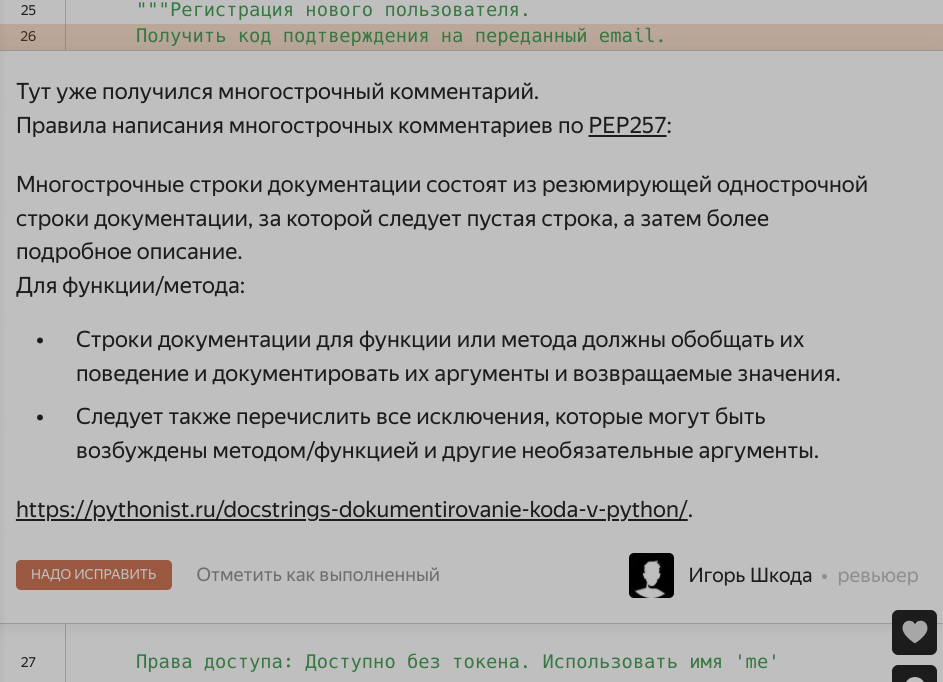 25 """Регистрация нового пользователя.
26 Получить код подтверждения на переданный email.
Тут уже получился многострочный комментарий.
Правила написания многострочных комментариев по PEP257:
Многострочные строки документации состоят из резюмирующей однострочной
строки документации, за которой следует пустая строка, а затем более
подробное описание.
Для функции/метода:
• Строки документации для функции или метода должны обобщать их
поведение и документировать их аргументы и возвращаемые значения.
• Следует также перечислить все исключения, которые могут быть
возбуждены методом/функцией и другие необязательные аргументы.
https://pythonist.ru/docstrings-dokumentirovanie-koda-v-python/.
НАДО ИСПРАВИТЬ Отметить как выполненный Игорь Шкода • ревьюер
27 Права доступа: Доступно без токена. Использовать имя 'me'